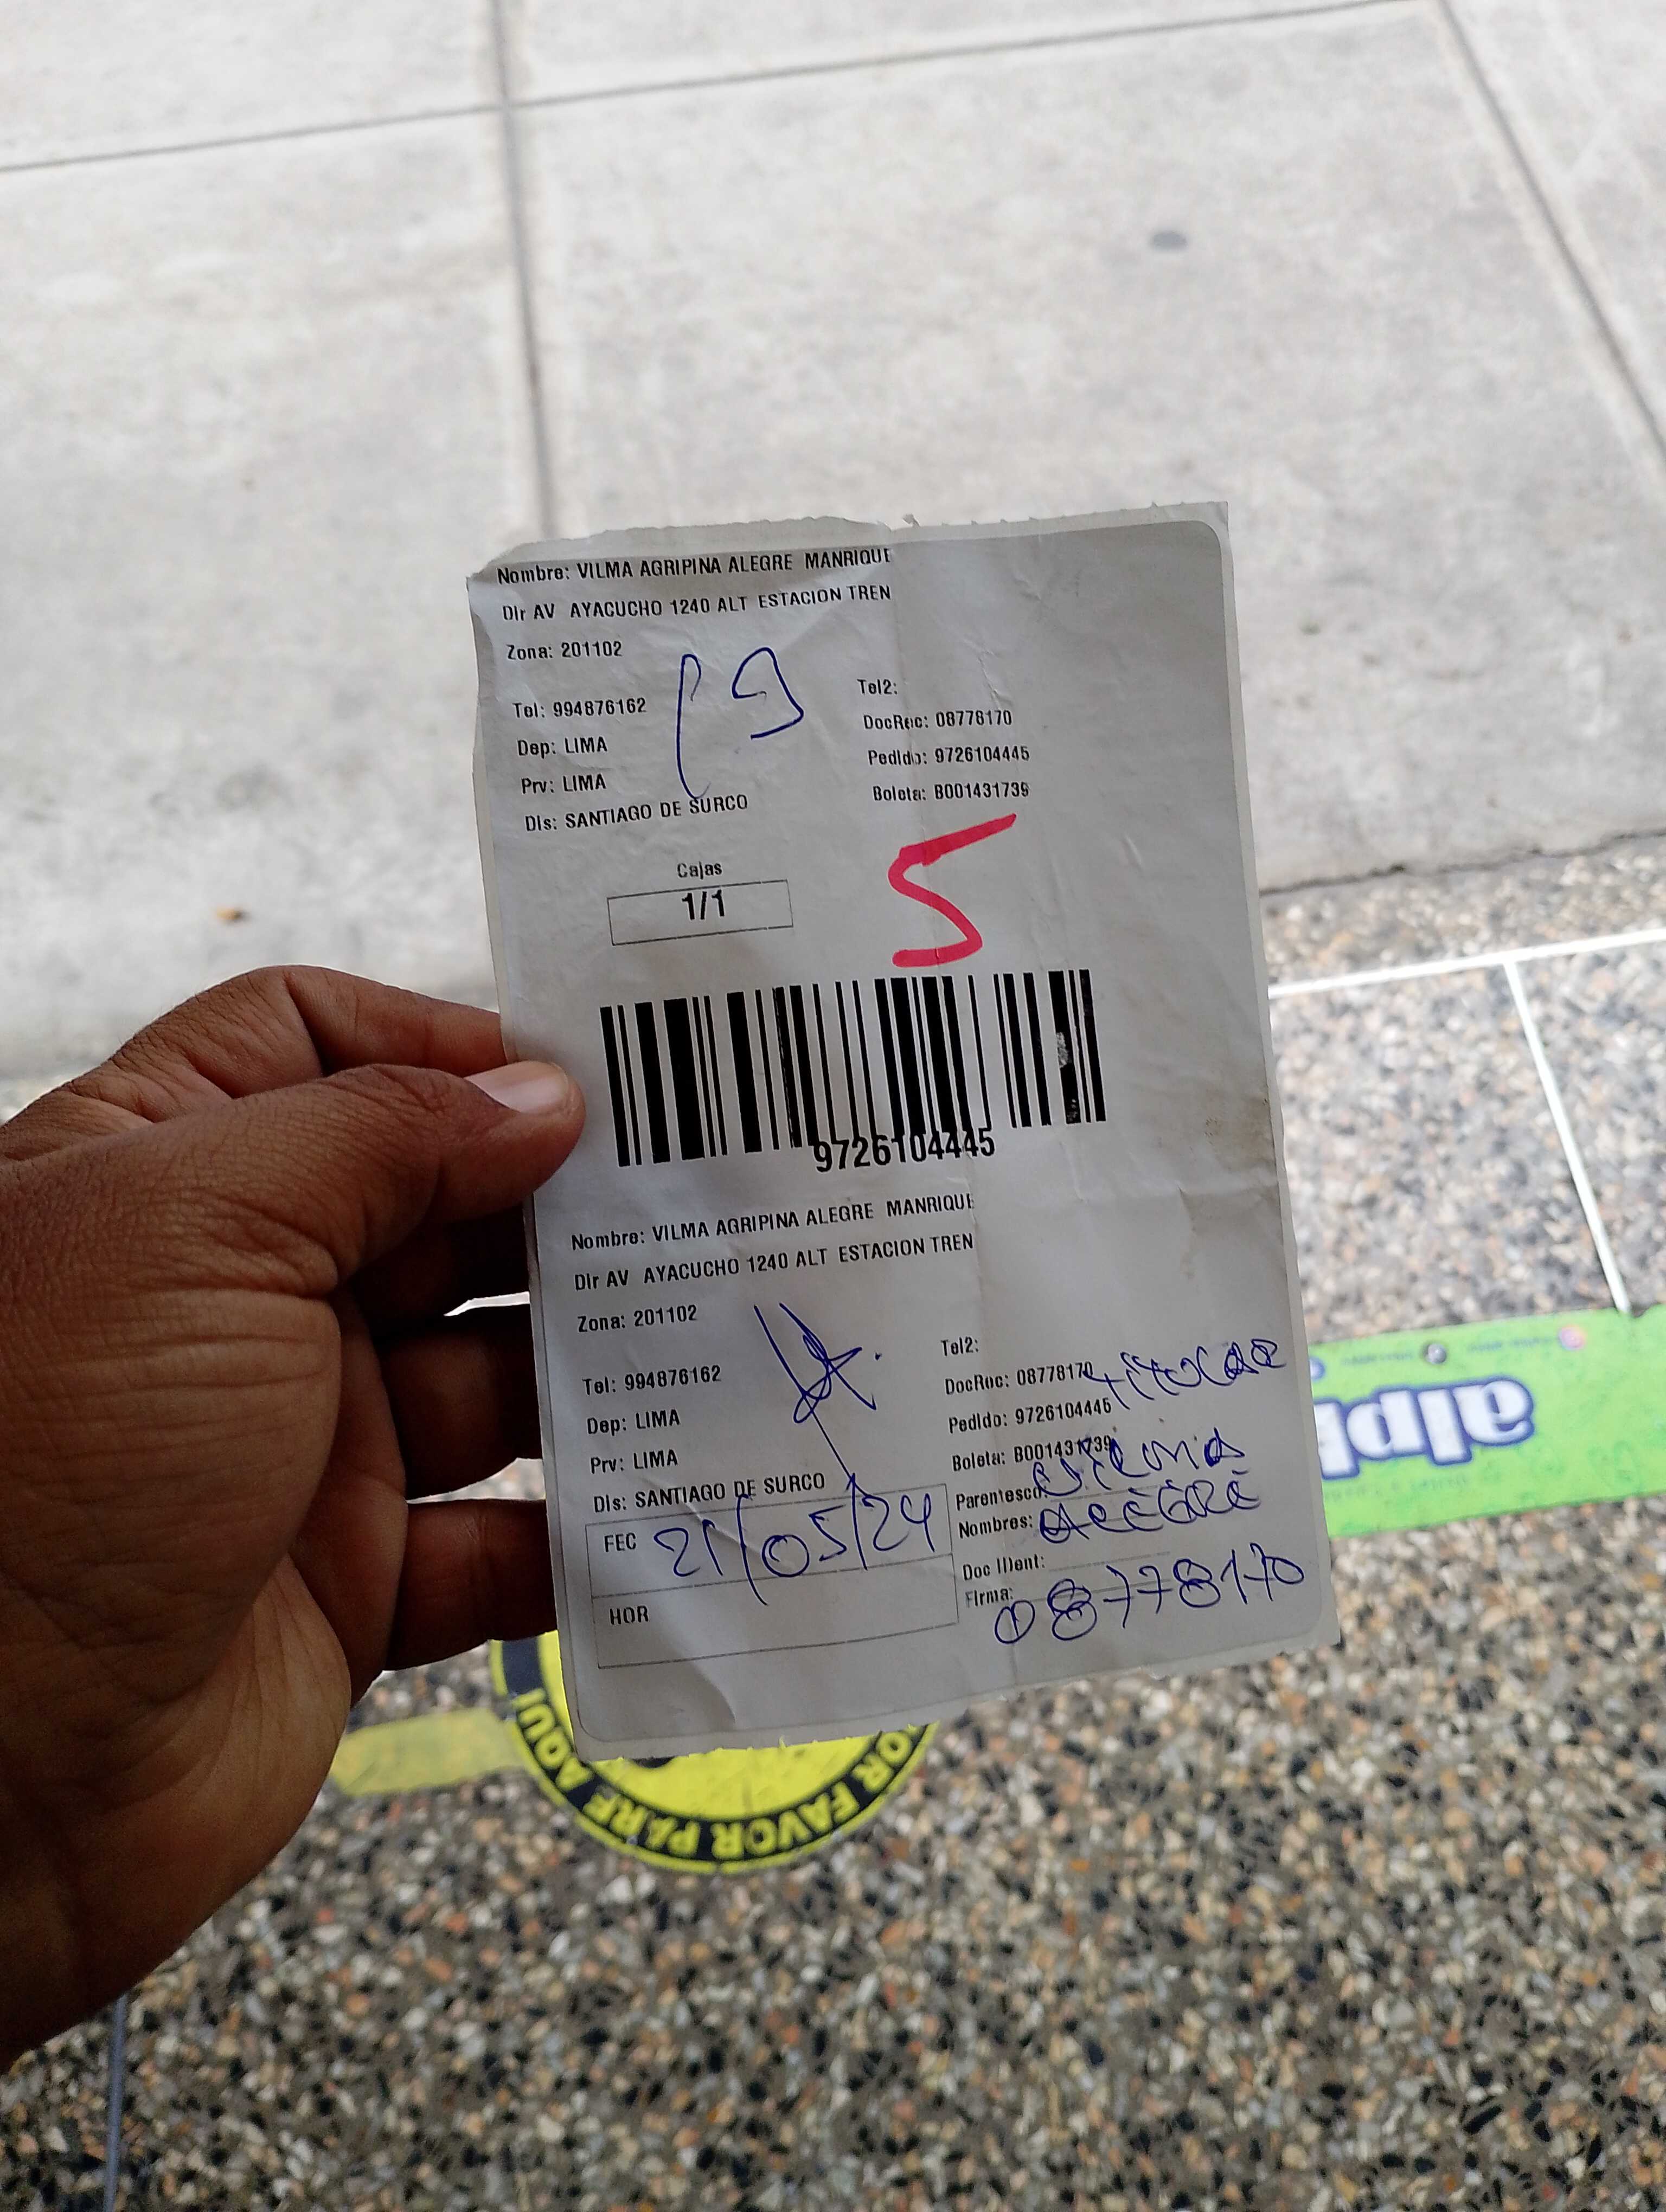 Nombre: VILMA AGRIPINA ALEGRE MANRIQUE
Dir AV AYACUCHO 1240 ALT ESTACION TREN
Zona: 201102
19
Tel: 994876162
Dep: LIMA
Prv: LIMA
Dis: SANTIAGO DE SURCO
Tel2:
DocRec: 08778170
Pedido: 9726104445
Boleta: B001431739
Cajas
1/1
5
9726104445
Nombre: VILMA AGRIPINA ALEGRE MANRIQUE
Dir AV AYACUCHO 1240 ALT ESTACION TREN
Zona: 201102
Tel: 994876162
Dep: LIMA
Prv: LIMA
Dis: SANTIAGO DE SURCO
Tel2:
DocRec: 08778170
Pedido: 9726104445
Boleta: B001431739
Parentesco:
Nombres: ALEGRE
Doc Ident:
Firma: 08778170
FEC 21/05/24
HOR
alp
POR FAVOR PARE AQUI